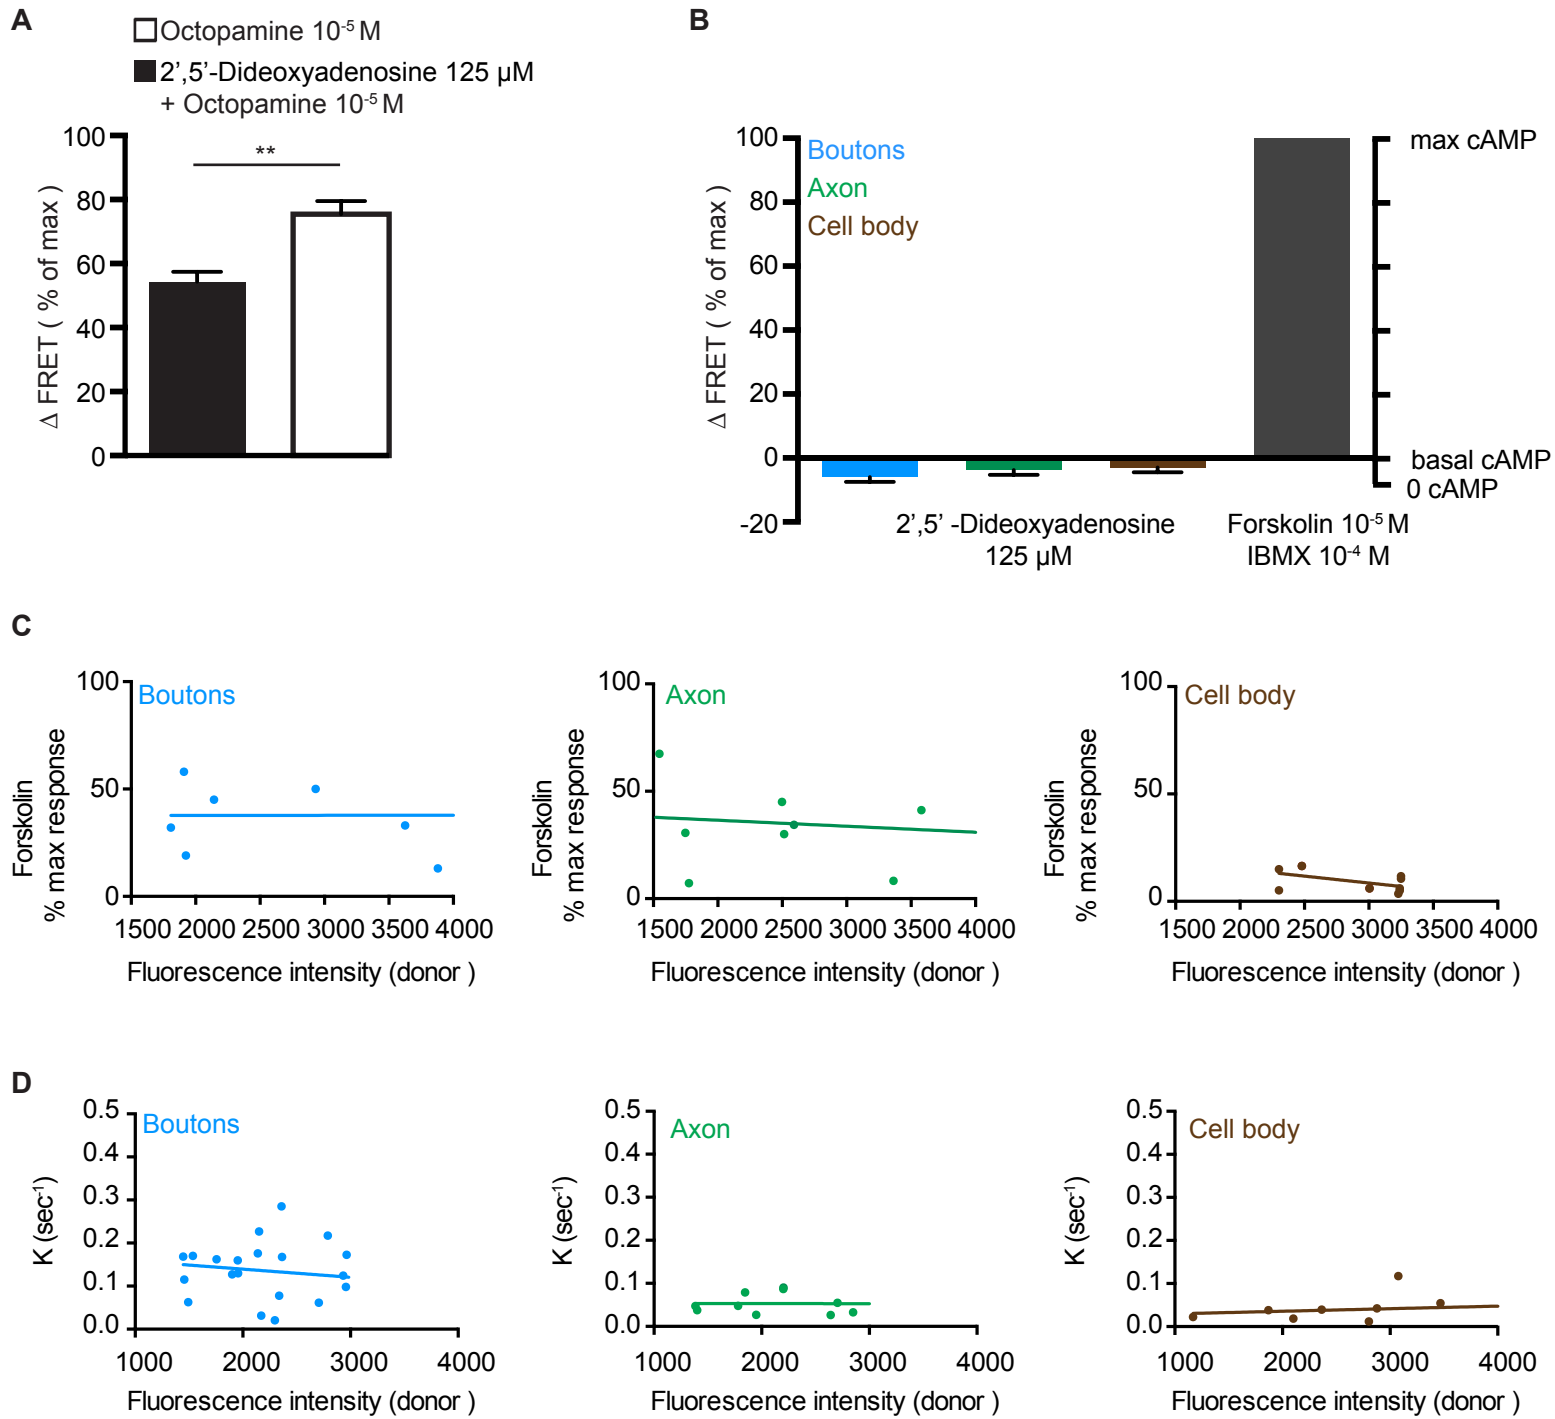 A
Octopamine 10⁻⁵ M
2’,5’-Dideoxyadenosine 125 µM
+ Octopamine 10⁻⁵ M
Δ FRET ( % of max )
100
80
60
40
20
0
**
B
Δ FRET ( % of max )
100
80
60
40
20
0
-20
Boutons
Axon
Cell body
max cAMP
basal cAMP
0 cAMP
2’,5’ -Dideoxyadenosine
125 µM
Forskolin 10⁻⁵ M
IBMX 10⁻⁴ M
C
Forskolin
% max response
100
50
0
Boutons
1500 2000 2500 3000 3500 4000
Fluorescence intensity (donor )
Forskolin
% max response
100
50
0
Axon
1500 2000 2500 3000 3500 4000
Fluorescence intensity (donor )
Forskolin
% max response
100
50
0
Cell body
1500 2000 2500 3000 3500 4000
Fluorescence intensity (donor )
D
K (sec⁻¹)
0.5
0.4
0.3
0.2
0.1
0.0
Boutons
1000 2000 3000 4000
Fluorescence intensity (donor )
K (sec⁻¹)
0.5
0.4
0.3
0.2
0.1
0.0
Axon
1000 2000 3000 4000
Fluorescence intensity (donor )
K (sec⁻¹)
0.5
0.4
0.3
0.2
0.1
0.0
Cell body
1000 2000 3000 4000
Fluorescence intensity (donor )